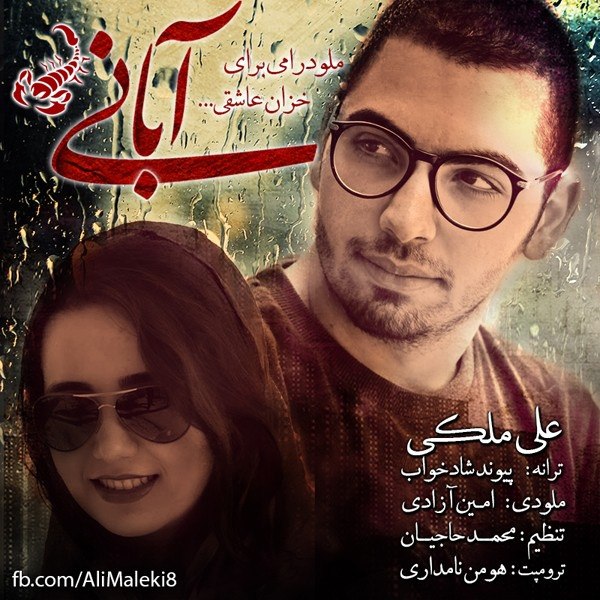 آبانی
ملودرامی برای
خزان عاشقی...
علی ملکی
ترانه: پیوند شادخواب
ملودی: امین آزادی
تنظیم: محمد حاجیان
ترومپت: هومن نامداری
fb.com/AliMaleki8